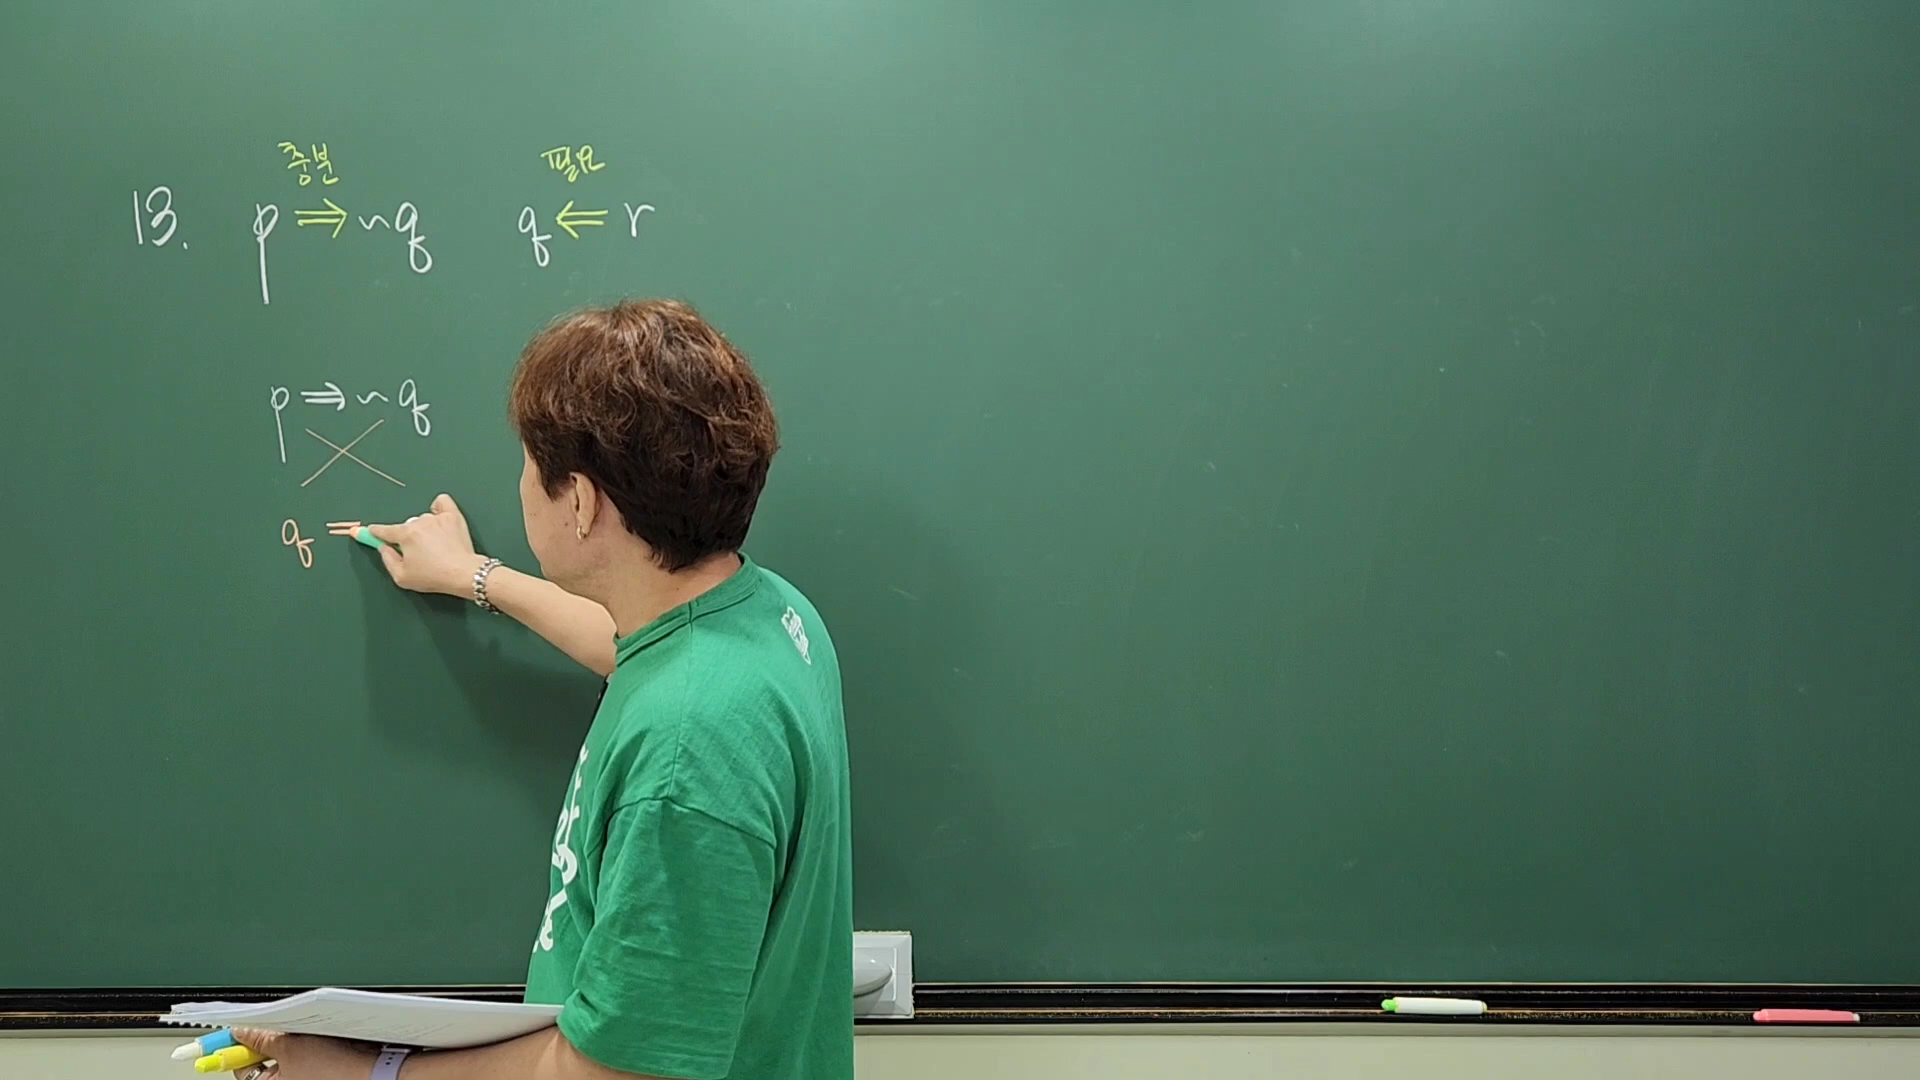 충분 필요
13. p ⇒ ~q q ⇐ r
p ⇒ ~q
q =